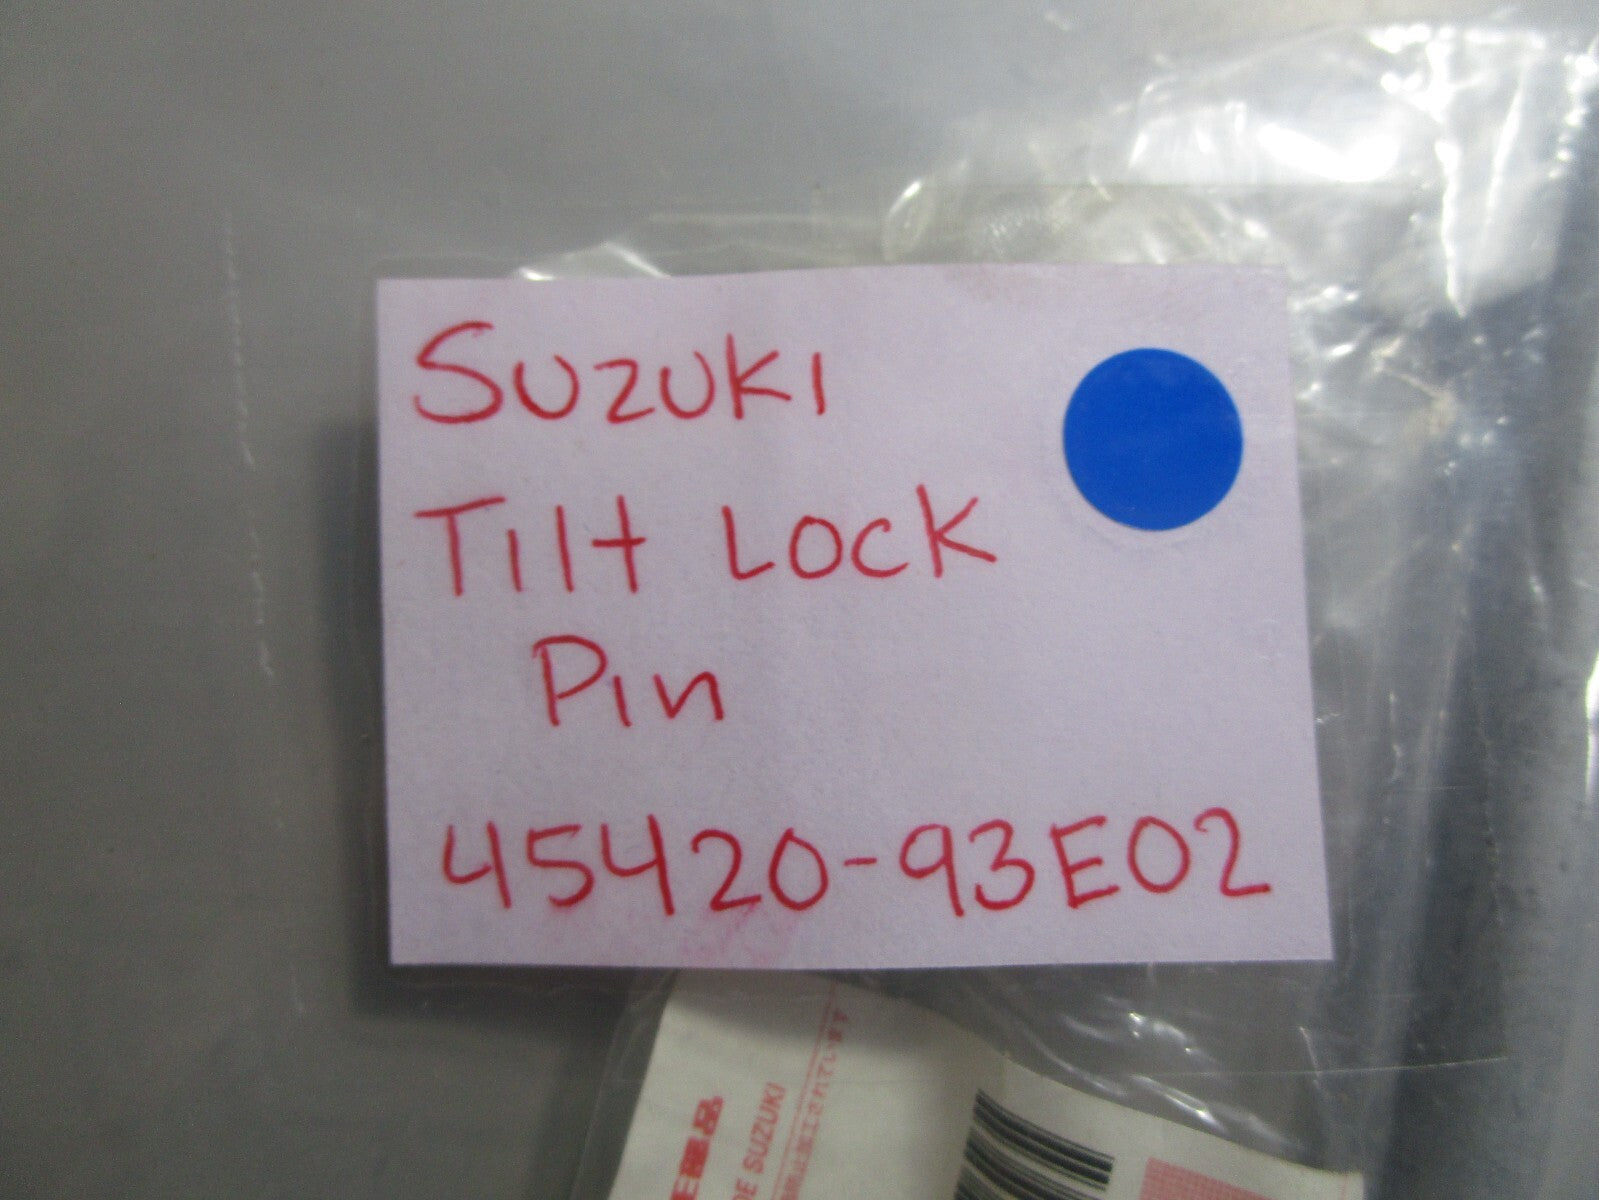 Suzuki
Tilt Lock
Pin
45420-93E02
SUZUKI